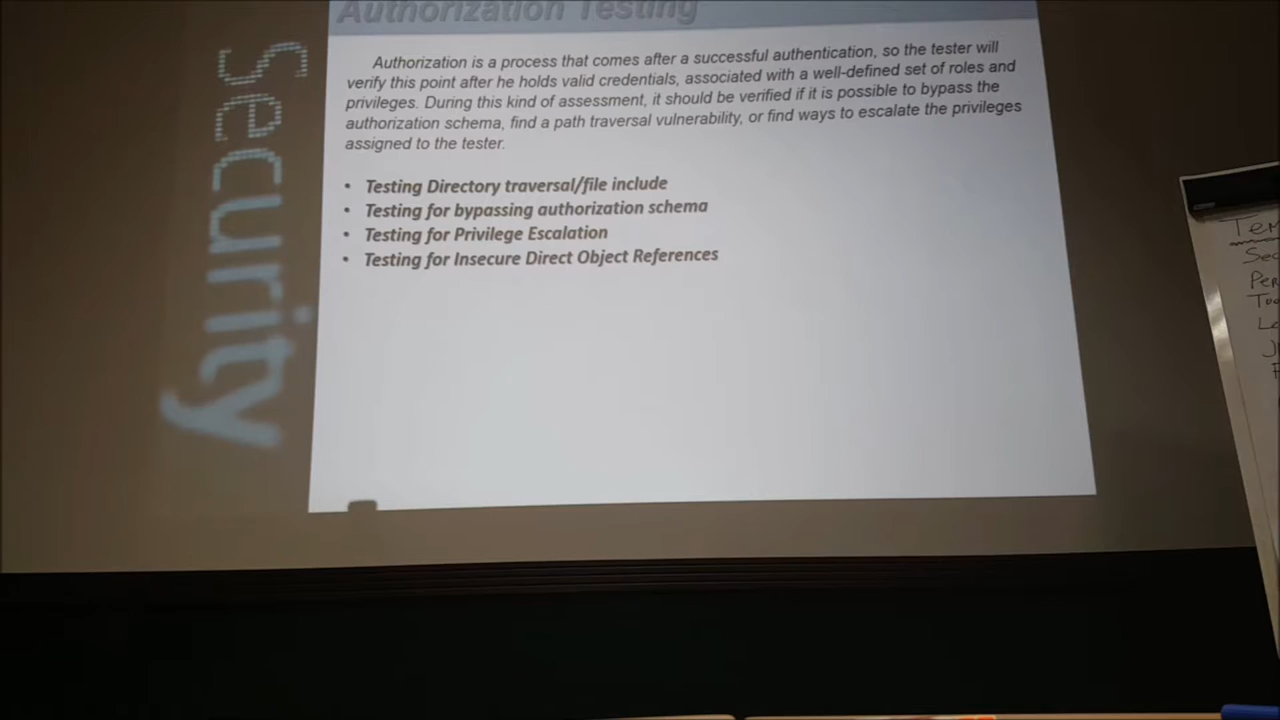 Authorization Testing
Security
Authorization is a process that comes after a successful authentication, so the tester will
verify this point after he holds valid credentials, associated with a well-defined set of roles and
privileges. During this kind of assessment, it should be verified if it is possible to bypass the
authorization schema, find a path traversal vulnerability, or find ways to escalate the privileges
assigned to the tester.
• Testing Directory traversal/file include
• Testing for bypassing authorization schema
• Testing for Privilege Escalation
• Testing for Insecure Direct Object References